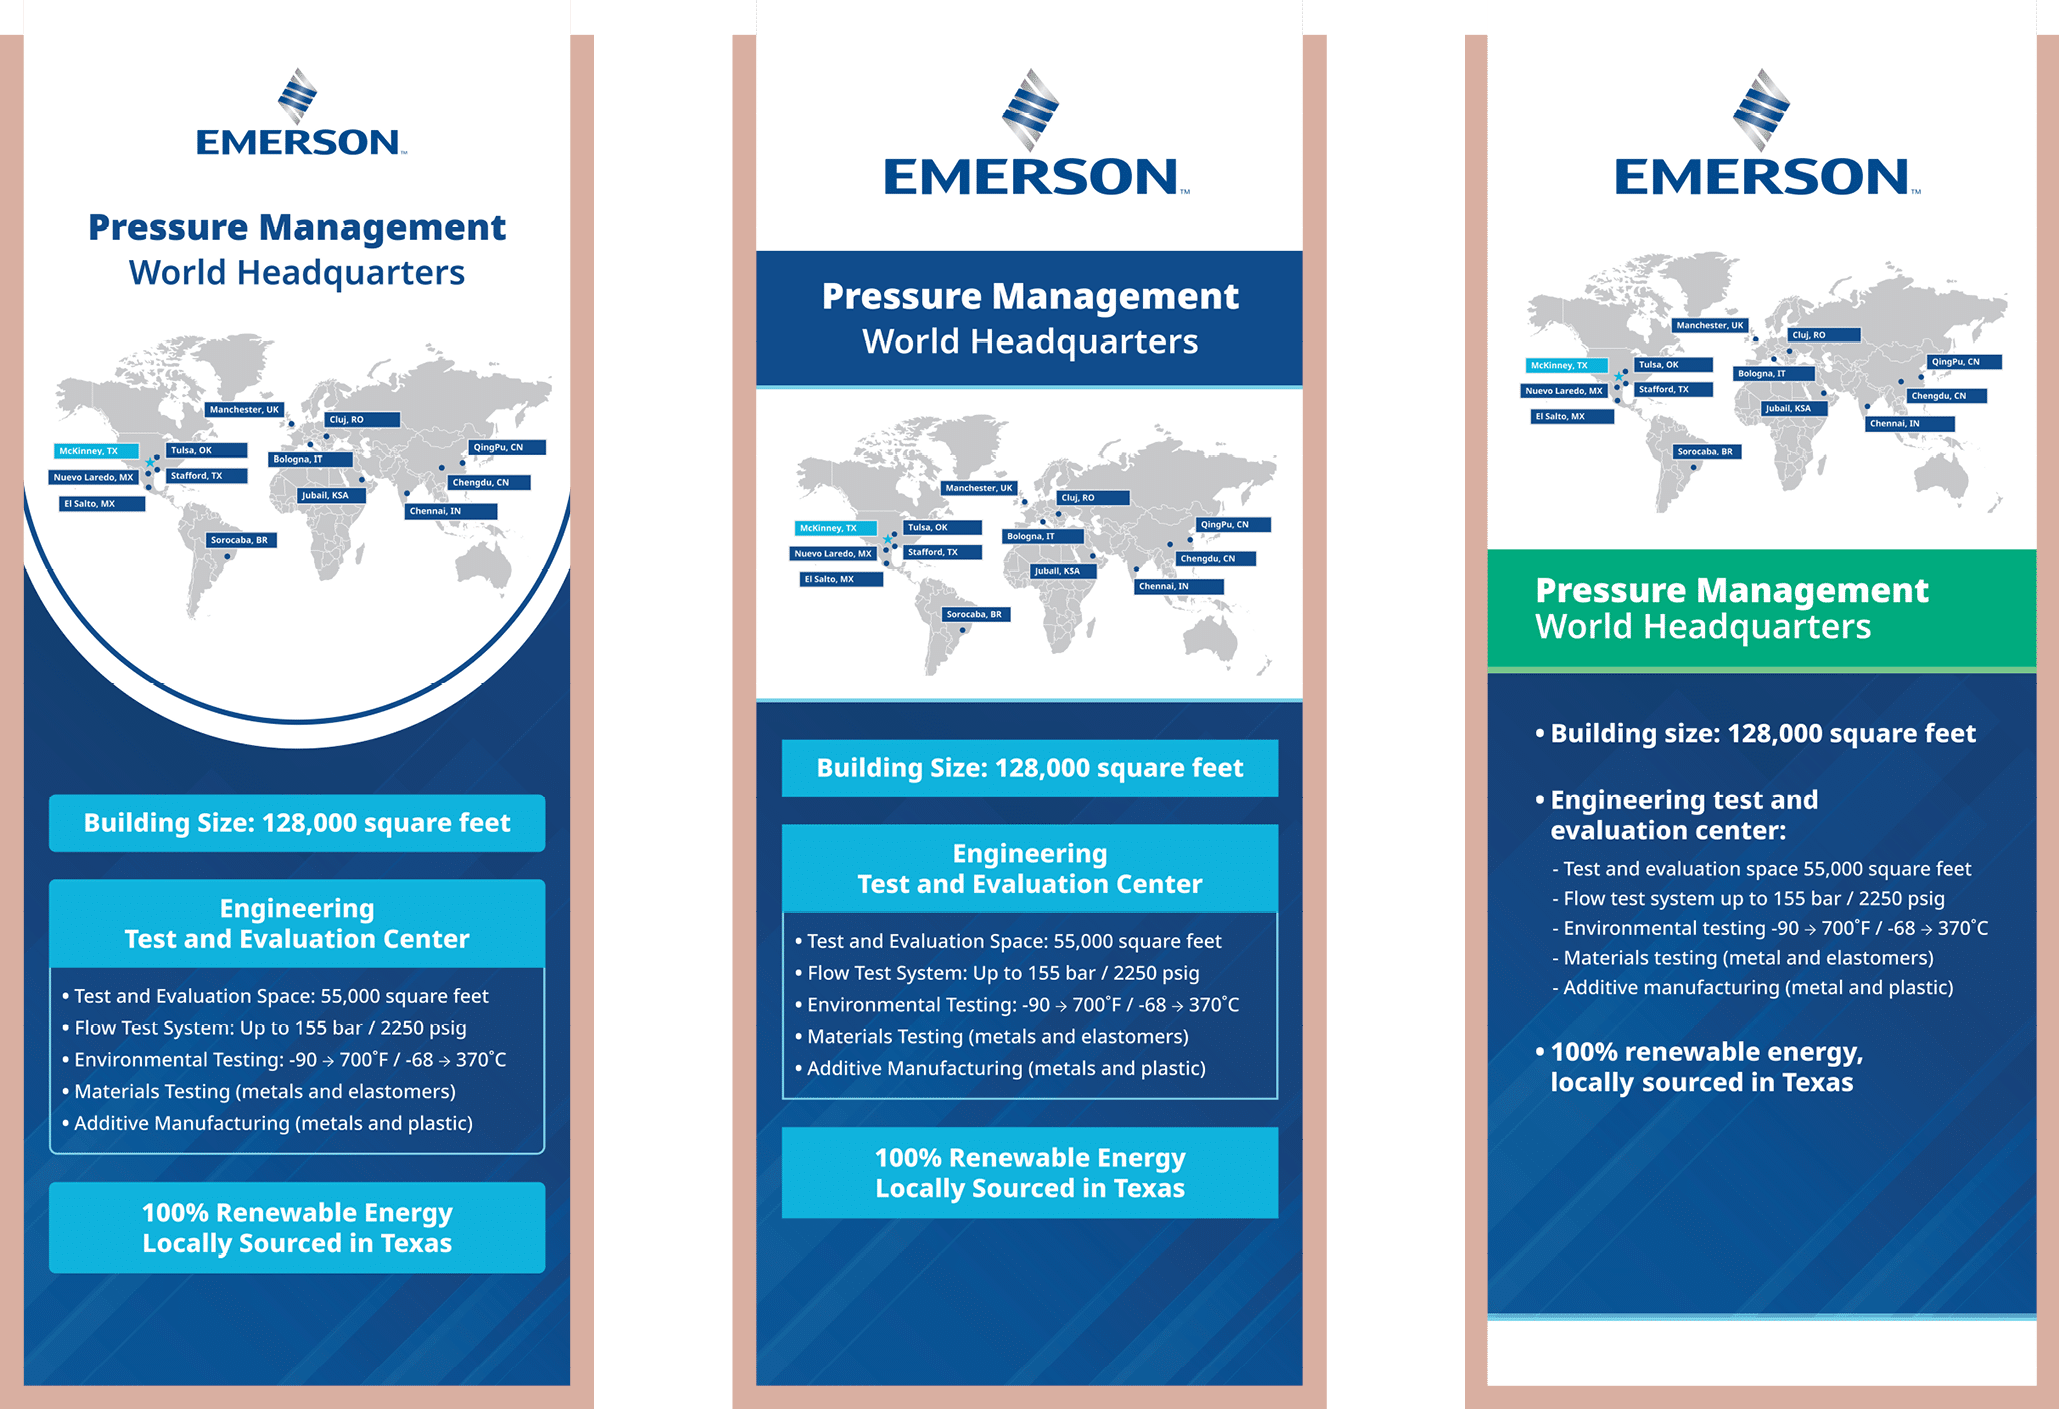 EMERSON™
Pressure Management
World Headquarters
Manchester, UK
Cluj, RO
McKinney, TX
Tulsa, OK
QingPu, CN
Bologna, IT
Nuevo Laredo, MX
Stafford, TX
Chengdu, CN
Jubail, KSA
El Salto, MX
Chennai, IN
Sorocaba, BR
Building Size: 128,000 square feet
Engineering
Test and Evaluation Center
• Test and Evaluation Space: 55,000 square feet
• Flow Test System: Up to 155 bar / 2250 psig
• Environmental Testing: -90 → 700˚F / -68 → 370˚C
• Materials Testing (metals and elastomers)
• Additive Manufacturing (metals and plastic)
100% Renewable Energy
Locally Sourced in Texas
EMERSON™
Pressure Management
World Headquarters
Manchester, UK
Cluj, RO
McKinney, TX
Tulsa, OK
QingPu, CN
Bologna, IT
Nuevo Laredo, MX
Stafford, TX
Chengdu, CN
Jubail, KSA
El Salto, MX
Chennai, IN
Sorocaba, BR
Building Size: 128,000 square feet
Engineering
Test and Evaluation Center
• Test and Evaluation Space: 55,000 square feet
• Flow Test System: Up to 155 bar / 2250 psig
• Environmental Testing: -90 → 700˚F / -68 → 370˚C
• Materials Testing (metals and elastomers)
• Additive Manufacturing (metals and plastic)
100% Renewable Energy
Locally Sourced in Texas
EMERSON™
Manchester, UK
Cluj, RO
McKinney, TX
Tulsa, OK
QingPu, CN
Bologna, IT
Nuevo Laredo, MX
Stafford, TX
Chengdu, CN
Jubail, KSA
El Salto, MX
Chennai, IN
Sorocaba, BR
Pressure Management
World Headquarters
• Building size: 128,000 square feet
• Engineering test and
evaluation center:
- Test and evaluation space 55,000 square feet
- Flow test system up to 155 bar / 2250 psig
- Environmental testing -90 → 700˚F / -68 → 370˚C
- Materials testing (metal and elastomers)
- Additive manufacturing (metal and plastic)
• 100% renewable energy,
locally sourced in Texas